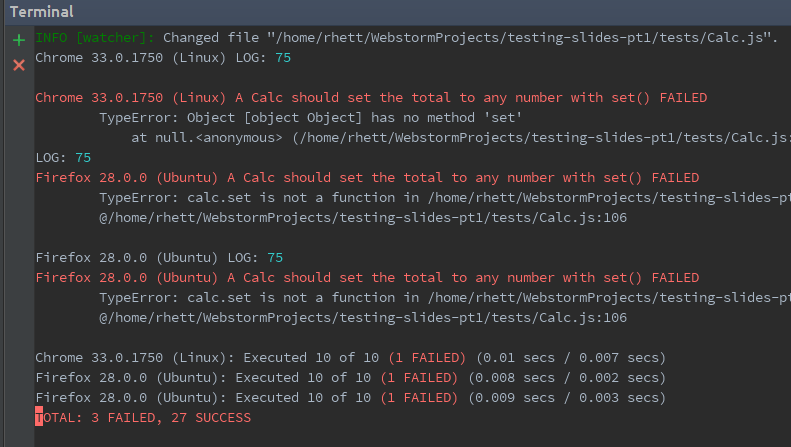 Terminal
INFO [watcher]: Changed file "/home/rhett/WebstormProjects/testing-slides-pt1/tests/Calc.js".
Chrome 33.0.1750 (Linux) LOG: 75
Chrome 33.0.1750 (Linux) A Calc should set the total to any number with set() FAILED
TypeError: Object [object Object] has no method 'set'
at null.<anonymous> (/home/rhett/WebstormProjects/testing-slides-pt1/tests/Calc.js:
LOG: 75
Firefox 28.0.0 (Ubuntu) A Calc should set the total to any number with set() FAILED
TypeError: calc.set is not a function in /home/rhett/WebstormProjects/testing-slides-pt
@/home/rhett/WebstormProjects/testing-slides-pt1/tests/Calc.js:106
Firefox 28.0.0 (Ubuntu) LOG: 75
Firefox 28.0.0 (Ubuntu) A Calc should set the total to any number with set() FAILED
TypeError: calc.set is not a function in /home/rhett/WebstormProjects/testing-slides-pt
@/home/rhett/WebstormProjects/testing-slides-pt1/tests/Calc.js:106
Chrome 33.0.1750 (Linux): Executed 10 of 10 (1 FAILED) (0.01 secs / 0.007 secs)
Firefox 28.0.0 (Ubuntu): Executed 10 of 10 (1 FAILED) (0.008 secs / 0.002 secs)
Firefox 28.0.0 (Ubuntu): Executed 10 of 10 (1 FAILED) (0.009 secs / 0.003 secs)
TOTAL: 3 FAILED, 27 SUCCESS